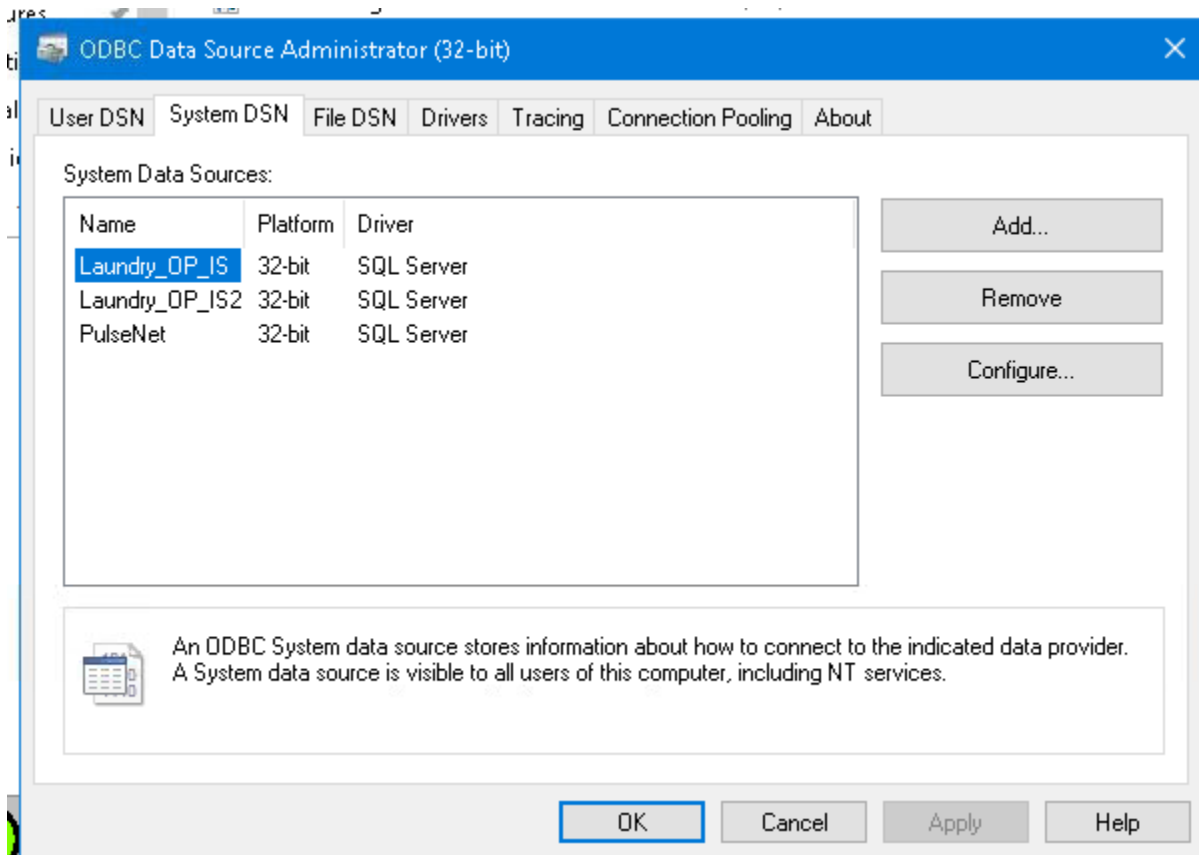 ures
ODBC Data Source Administrator (32-bit)
User DSN System DSN File DSN Drivers Tracing Connection Pooling About
System Data Sources:
Name Platform Driver
Laundry_OP_IS 32-bit SQL Server
Laundry_OP_IS2 32-bit SQL Server
PulseNet 32-bit SQL Server
Add...
Remove
Configure...
An ODBC System data source stores information about how to connect to the indicated data provider.
A System data source is visible to all users of this computer, including NT services.
OK Cancel Apply Help